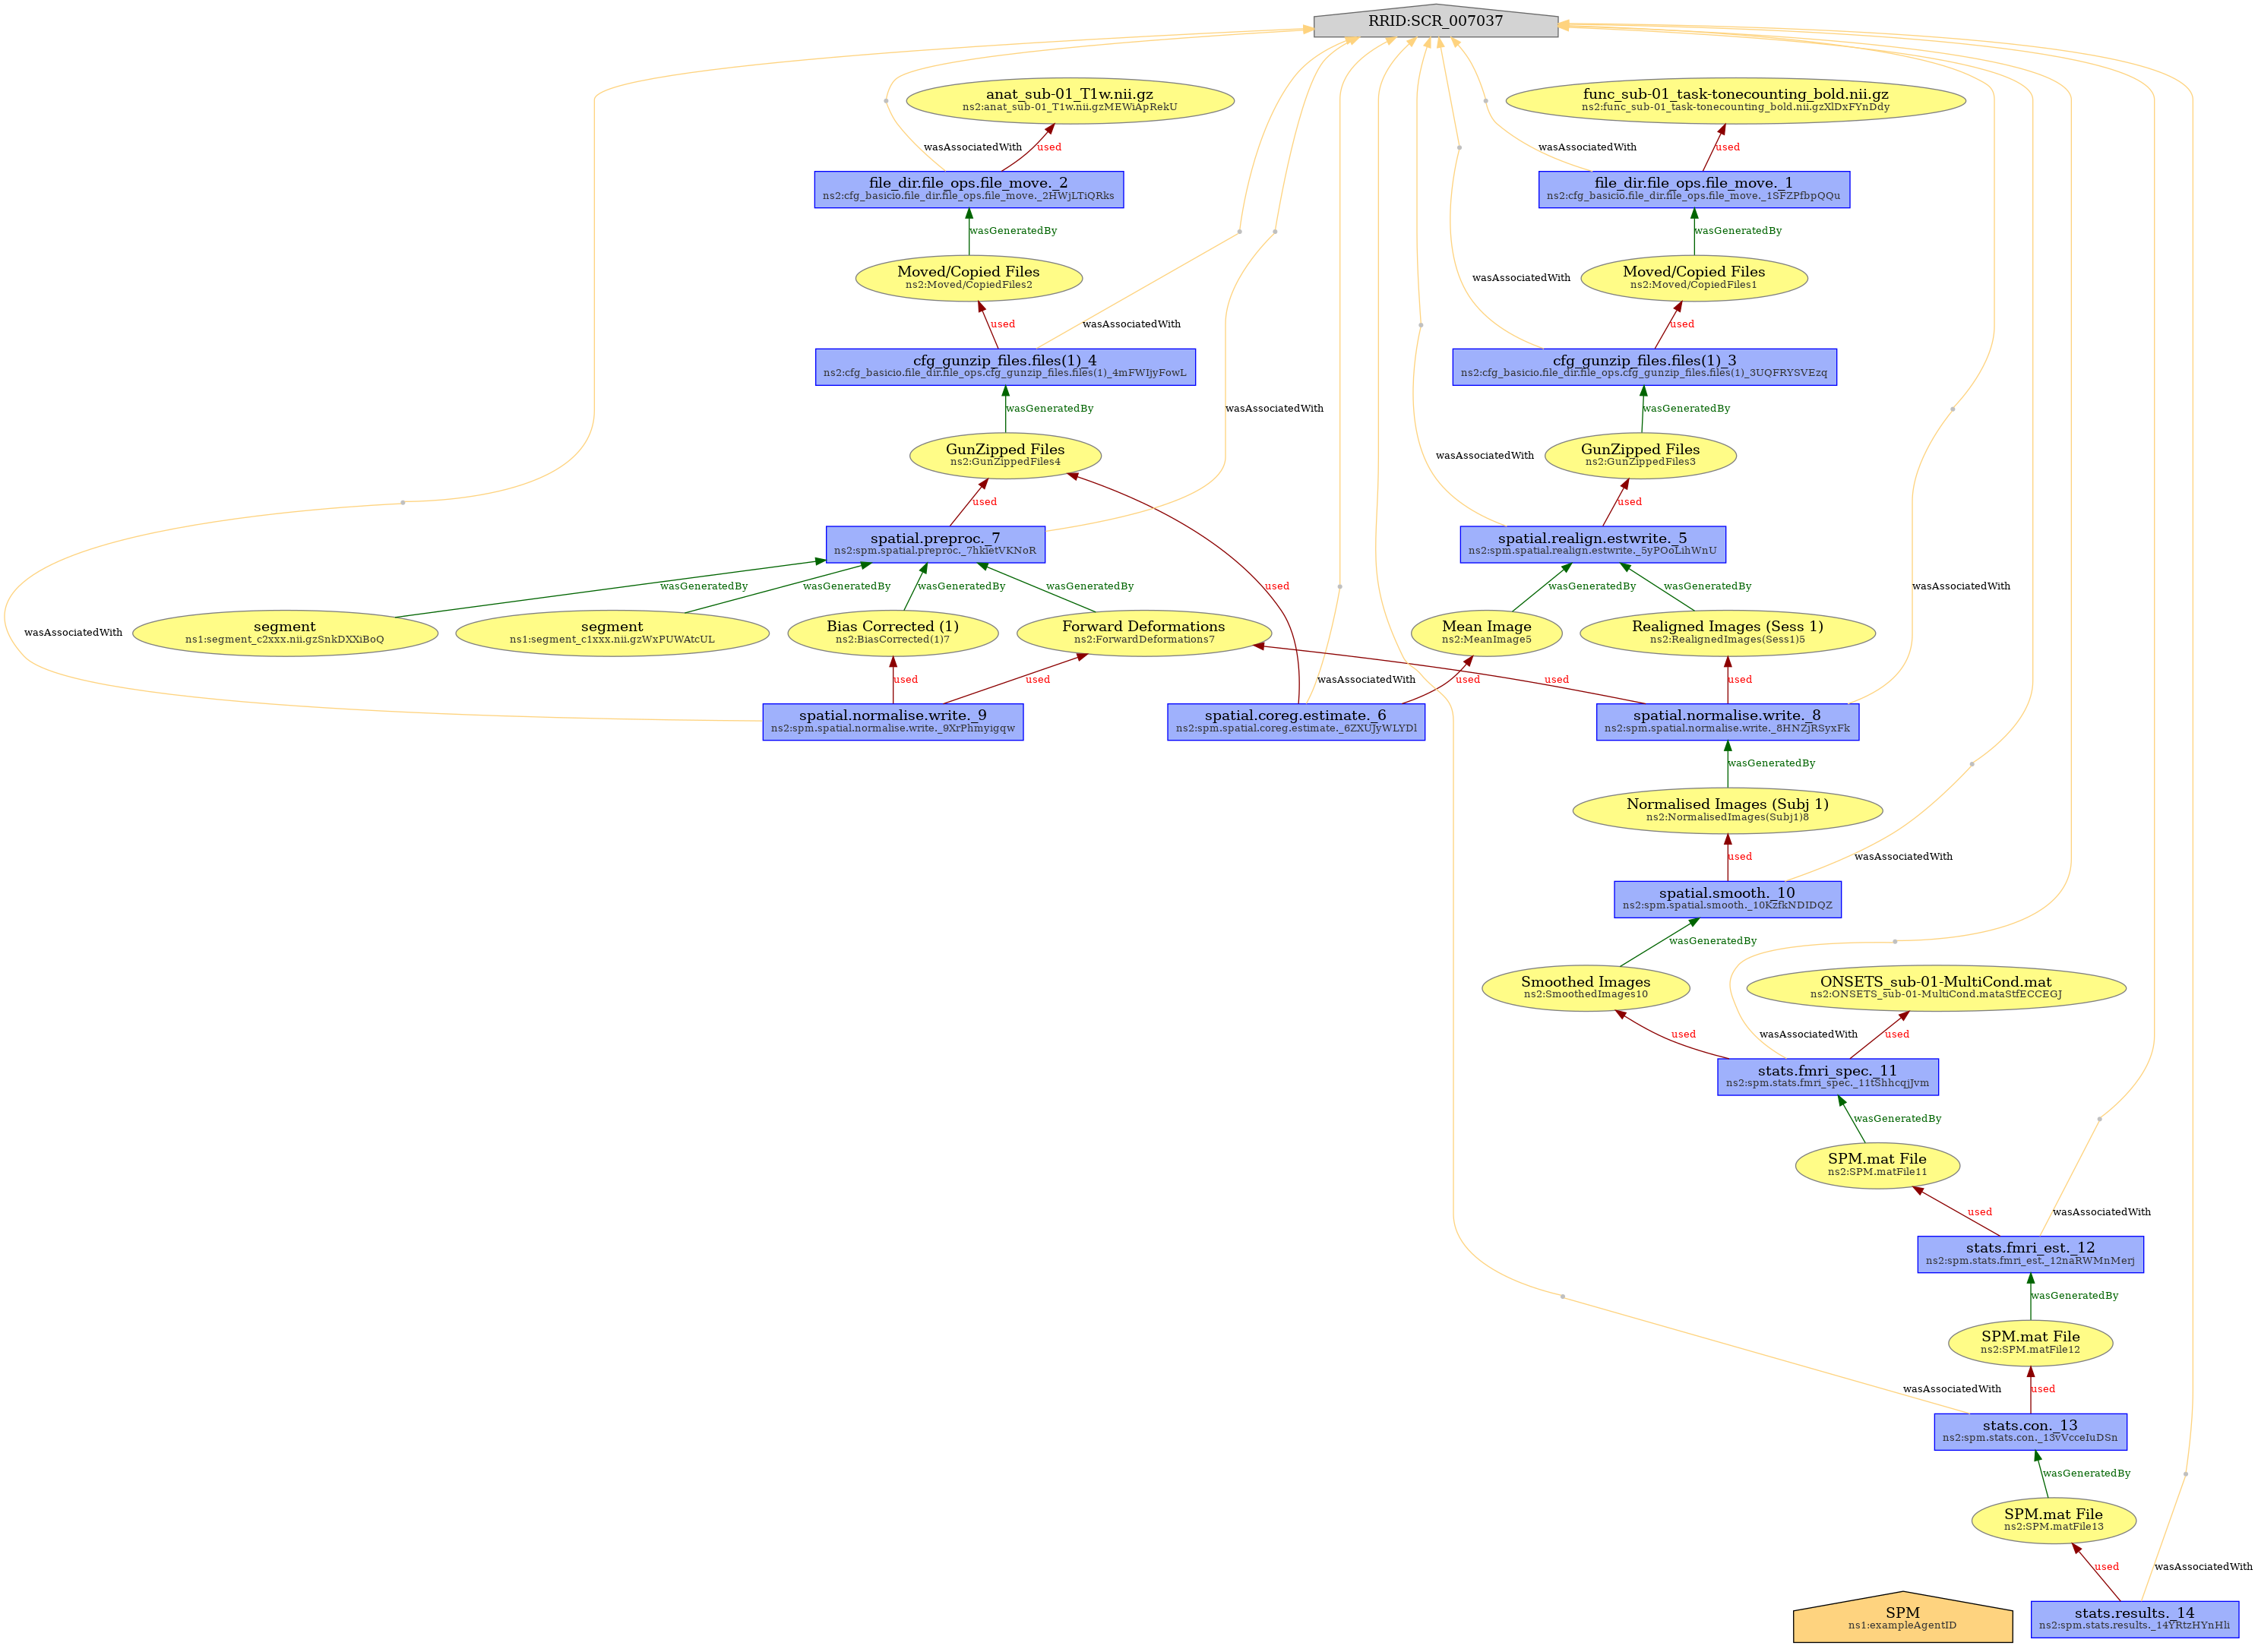 RRID:SCR_007037
anat_sub-01_T1w.nii.gz
ns2:anat_sub-01_T1w.nii.gzMEWiApRekU
func_sub-01_task-tonecounting_bold.nii.gz
ns2:func_sub-01_task-tonecounting_bold.nii.gzXlDxFYnDdy
wasAssociatedWith
used
wasAssociatedWith
used
file_dir.file_ops.file_move._2
ns2:cfg_basicio.file_dir.file_ops.file_move._2HWjLTiQRks
file_dir.file_ops.file_move._1
ns2:cfg_basicio.file_dir.file_ops.file_move._1SFZPfbpQQu
wasGeneratedBy
wasGeneratedBy
Moved/Copied Files
ns2:Moved/CopiedFiles2
Moved/Copied Files
ns2:Moved/CopiedFiles1
wasAssociatedWith
used
wasAssociatedWith
used
cfg_gunzip_files.files(1)_4
ns2:cfg_basicio.file_dir.file_ops.cfg_gunzip_files.files(1)_4mFWIjyFowL
cfg_gunzip_files.files(1)_3
ns2:cfg_basicio.file_dir.file_ops.cfg_gunzip_files.files(1)_3UQFRYSVEzq
wasGeneratedBy
wasAssociatedWith
wasGeneratedBy
GunZipped Files
ns2:GunZippedFiles4
wasAssociatedWith
GunZipped Files
ns2:GunZippedFiles3
used
used
spatial.preproc._7
ns2:spm.spatial.preproc._7hkietVKNoR
spatial.realign.estwrite._5
ns2:spm.spatial.realign.estwrite._5yPOoLihWnU
wasGeneratedBy
wasGeneratedBy
wasGeneratedBy
wasGeneratedBy
used
wasGeneratedBy
wasGeneratedBy
wasAssociatedWith
wasAssociatedWith
segment
ns1:segment_c2xxx.nii.gzSnkDXXiBoQ
segment
ns1:segment_c1xxx.nii.gzWxPUWAtcUL
Bias Corrected (1)
ns2:BiasCorrected(1)7
Forward Deformations
ns2:ForwardDeformations7
Mean Image
ns2:MeanImage5
Realigned Images (Sess 1)
ns2:RealignedImages(Sess1)5
used
used
wasAssociatedWith
used
used
used
spatial.normalise.write._9
ns2:spm.spatial.normalise.write._9XrPhmyigqw
spatial.coreg.estimate._6
ns2:spm.spatial.coreg.estimate._6ZXUJyWLYDl
spatial.normalise.write._8
ns2:spm.spatial.normalise.write._8HNZjRSyxFk
wasGeneratedBy
Normalised Images (Subj 1)
ns2:NormalisedImages(Subj1)8
used
wasAssociatedWith
spatial.smooth._10
ns2:spm.spatial.smooth._10KzfkNDIDQZ
wasGeneratedBy
Smoothed Images
ns2:SmoothedImages10
ONSETS_sub-01-MultiCond.mat
ns2:ONSETS_sub-01-MultiCond.mataStfECCEGJ
used
wasAssociatedWith
used
stats.fmri_spec._11
ns2:spm.stats.fmri_spec._11tShhcqjJvm
wasGeneratedBy
SPM.mat File
ns2:SPM.matFile11
used
wasAssociatedWith
stats.fmri_est._12
ns2:spm.stats.fmri_est._12naRWMnMerj
wasGeneratedBy
SPM.mat File
ns2:SPM.matFile12
wasAssociatedWith
used
stats.con._13
ns2:spm.stats.con._13vVcceIuDSn
wasGeneratedBy
SPM.mat File
ns2:SPM.matFile13
used
wasAssociatedWith
SPM
ns1:exampleAgentID
stats.results._14
ns2:spm.stats.results._14YRtzHYnHli